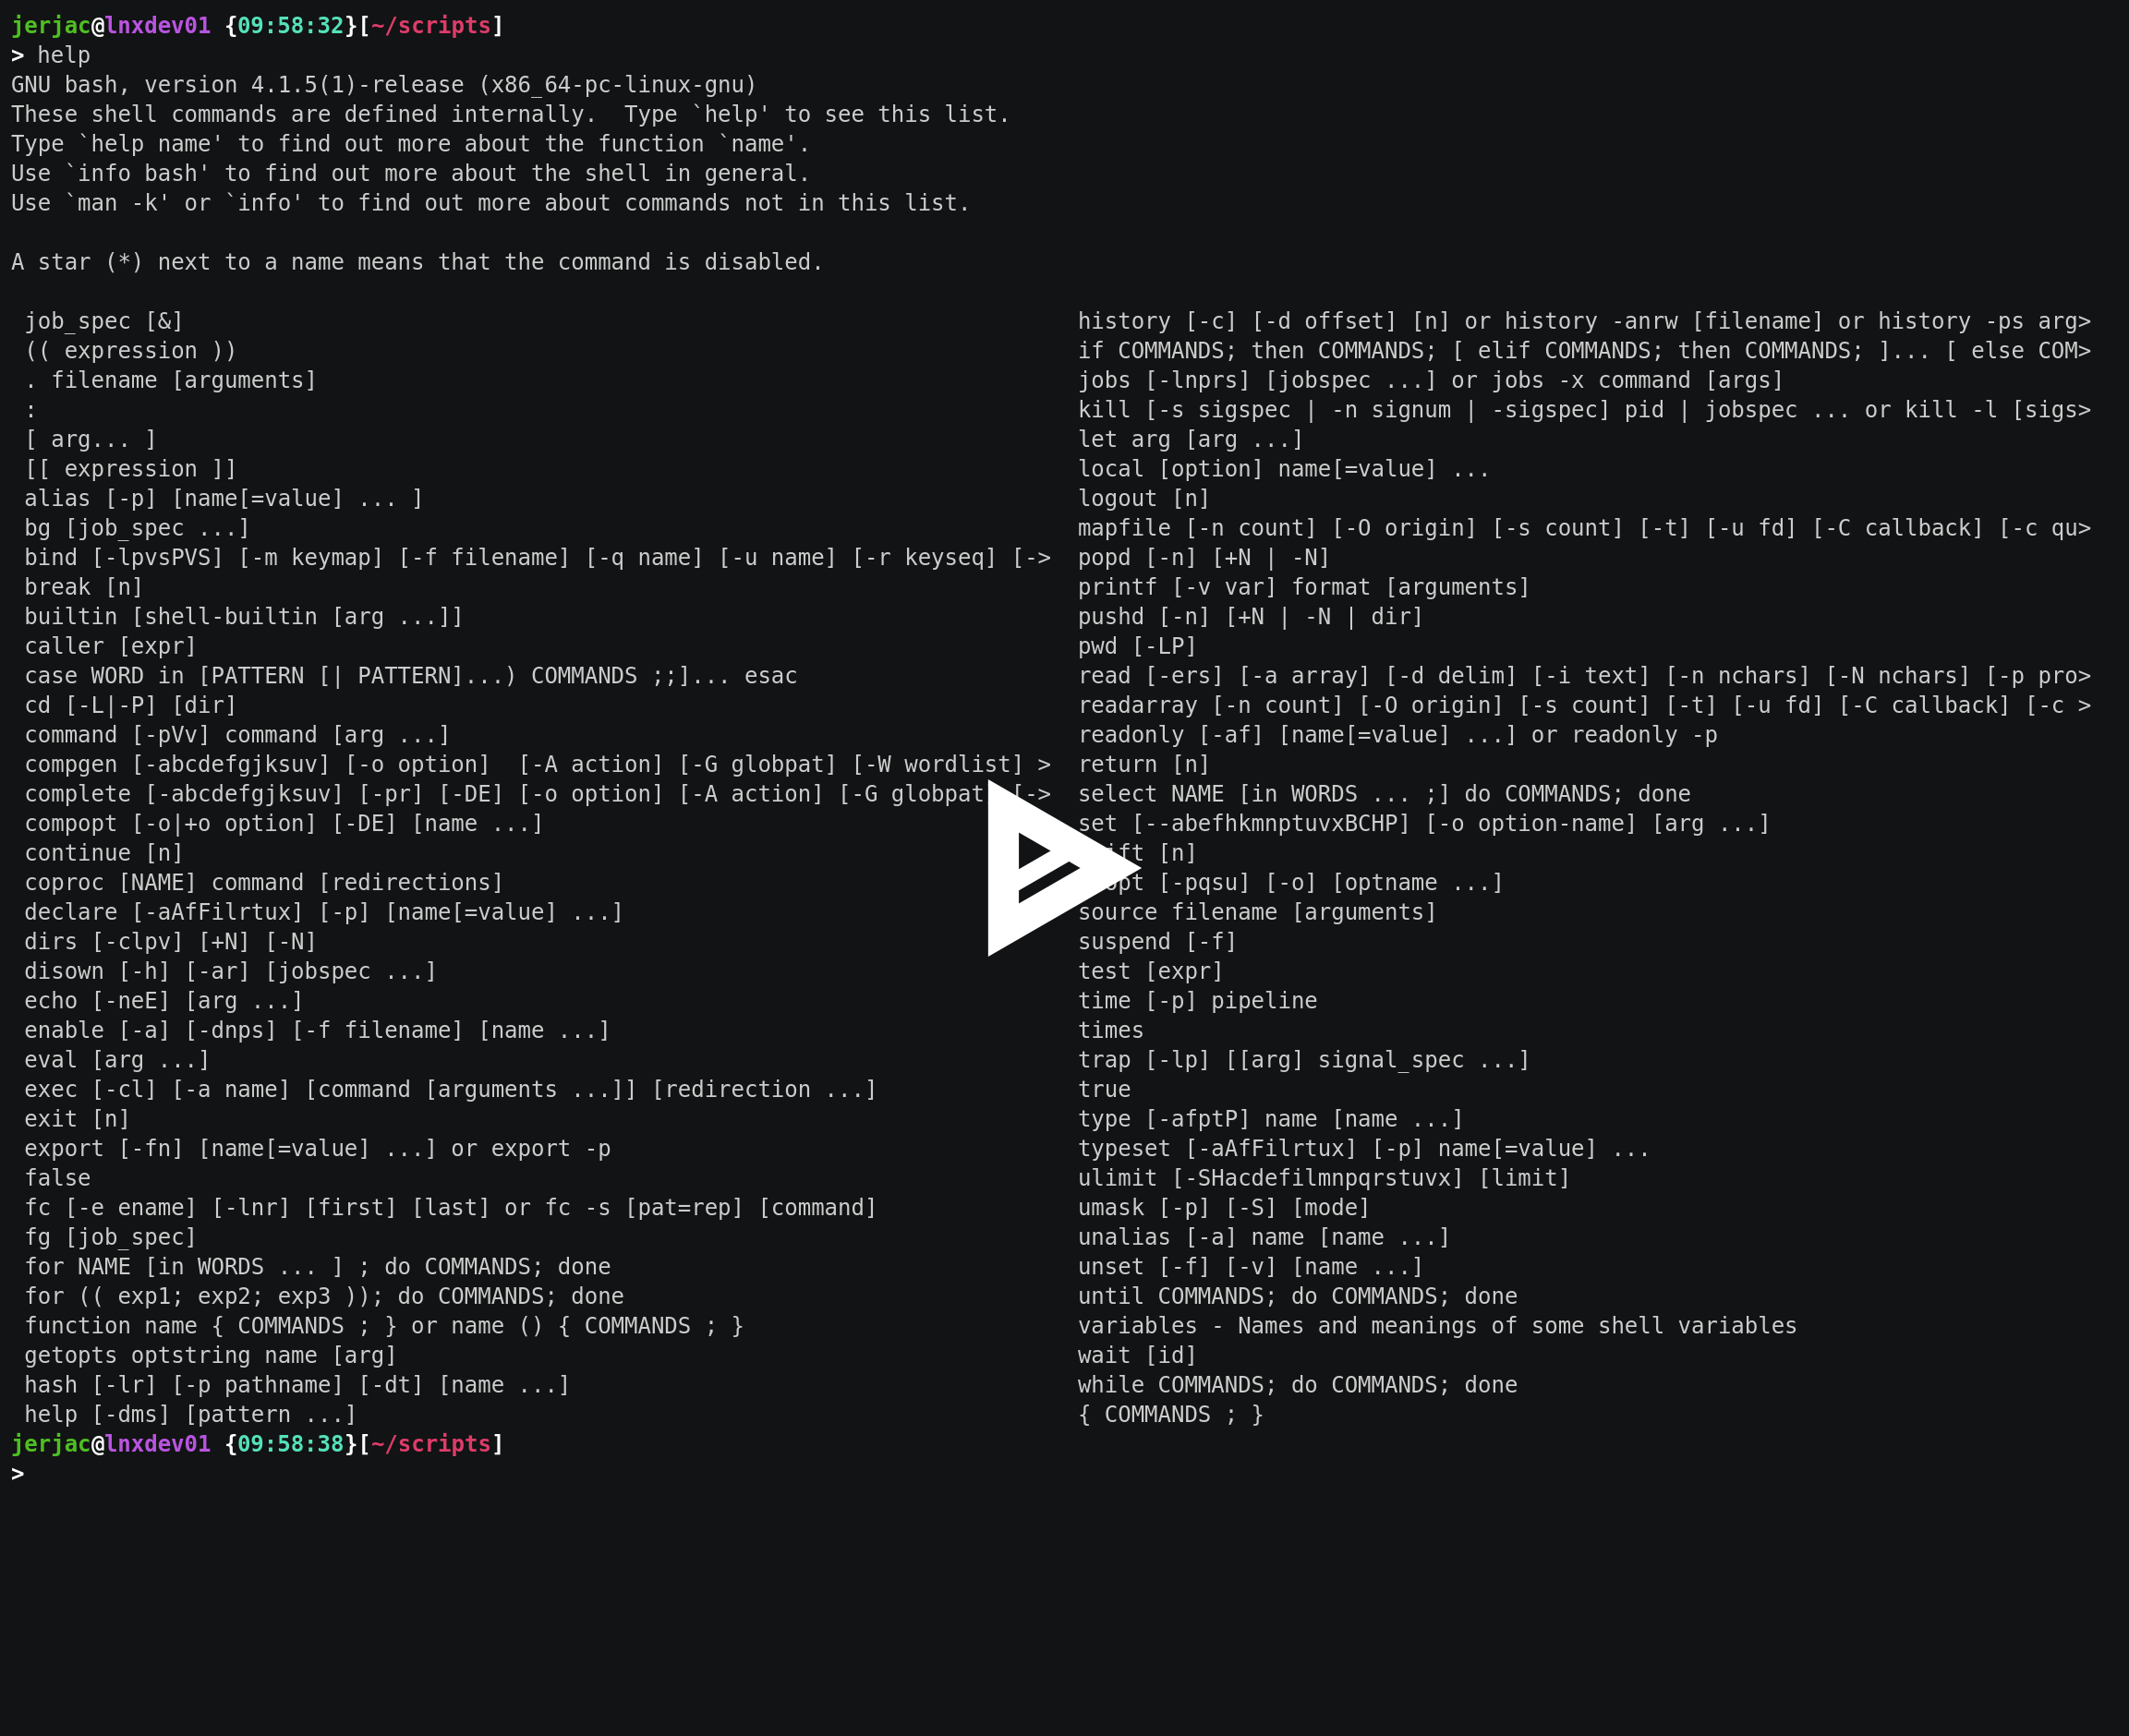 jerjac@lnxdev01 {09:58:32}[~/scripts]
> help
GNU bash, version 4.1.5(1)-release (x86_64-pc-linux-gnu)
These shell commands are defined internally.  Type `help' to see this list.
Type `help name' to find out more about the function `name'.
Use `info bash' to find out more about the shell in general.
Use `man -k' or `info' to find out more about commands not in this list.

A star (*) next to a name means that the command is disabled.

job_spec [&]
(( expression ))
. filename [arguments]
:
[ arg... ]
[[ expression ]]
alias [-p] [name[=value] ... ]
bg [job_spec ...]
bind [-lpvsPVS] [-m keymap] [-f filename] [-q name] [-u name] [-r keyseq] [->
break [n]
builtin [shell-builtin [arg ...]]
caller [expr]
case WORD in [PATTERN [| PATTERN]...) COMMANDS ;;]... esac
cd [-L|-P] [dir]
command [-pVv] command [arg ...]
compgen [-abcdefgjksuv] [-o option]  [-A action] [-G globpat] [-W wordlist] >
complete [-abcdefgjksuv] [-pr] [-DE] [-o option] [-A action] [-G globpat [->
compopt [-o|+o option] [-DE] [name ...]
continue [n]
coproc [NAME] command [redirections]
declare [-aAfFilrtux] [-p] [name[=value] ...]
dirs [-clpv] [+N] [-N]
disown [-h] [-ar] [jobspec ...]
echo [-neE] [arg ...]
enable [-a] [-dnps] [-f filename] [name ...]
eval [arg ...]
exec [-cl] [-a name] [command [arguments ...]] [redirection ...]
exit [n]
export [-fn] [name[=value] ...] or export -p
false
fc [-e ename] [-lnr] [first] [last] or fc -s [pat=rep] [command]
fg [job_spec]
for NAME [in WORDS ... ] ; do COMMANDS; done
for (( exp1; exp2; exp3 )); do COMMANDS; done
function name { COMMANDS ; } or name () { COMMANDS ; }
getopts optstring name [arg]
hash [-lr] [-p pathname] [-dt] [name ...]
help [-dms] [pattern ...]
history [-c] [-d offset] [n] or history -anrw [filename] or history -ps arg>
if COMMANDS; then COMMANDS; [ elif COMMANDS; then COMMANDS; ]... [ else COM>
jobs [-lnprs] [jobspec ...] or jobs -x command [args]
kill [-s sigspec | -n signum | -sigspec] pid | jobspec ... or kill -l [sigs>
let arg [arg ...]
local [option] name[=value] ...
logout [n]
mapfile [-n count] [-O origin] [-s count] [-t] [-u fd] [-C callback] [-c qu>
popd [-n] [+N | -N]
printf [-v var] format [arguments]
pushd [-n] [+N | -N | dir]
pwd [-LP]
read [-ers] [-a array] [-d delim] [-i text] [-n nchars] [-N nchars] [-p pro>
readarray [-n count] [-O origin] [-s count] [-t] [-u fd] [-C callback] [-c >
readonly [-af] [name[=value] ...] or readonly -p
return [n]
select NAME [in WORDS ... ;] do COMMANDS; done
set [--abefhkmnptuvxBCHP] [-o option-name] [arg ...]
[n]
[-pqsu] [-o] [optname ...]
source filename [arguments]
suspend [-f]
test [expr]
time [-p] pipeline
times
trap [-lp] [[arg] signal_spec ...]
true
type [-afptP] name [name ...]
typeset [-aAfFilrtux] [-p] name[=value] ...
ulimit [-SHacdefilmnpqrstuvx] [limit]
umask [-p] [-S] [mode]
unalias [-a] name [name ...]
unset [-f] [-v] [name ...]
until COMMANDS; do COMMANDS; done
variables - Names and meanings of some shell variables
wait [id]
while COMMANDS; do COMMANDS; done
{ COMMANDS ; }
jerjac@lnxdev01 {09:58:38}[~/scripts]
>